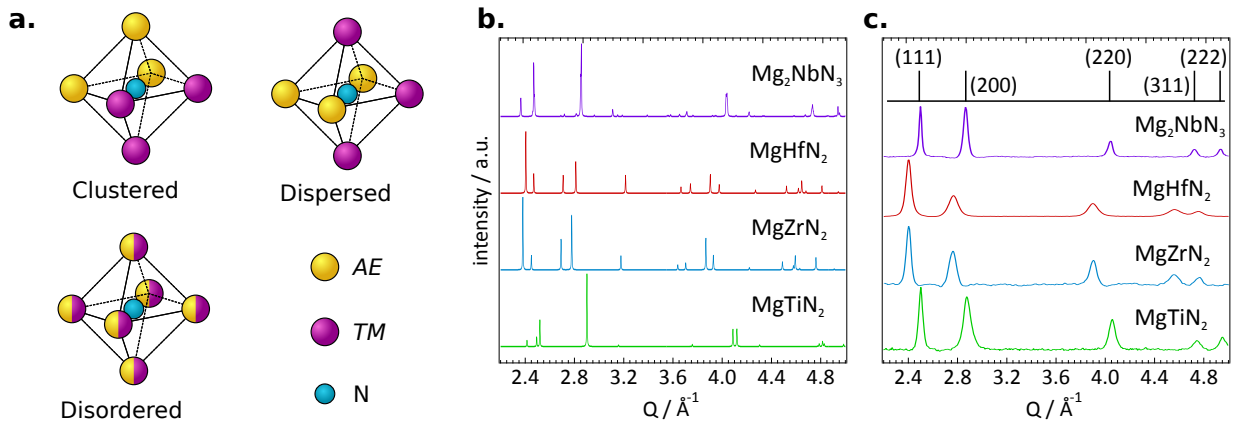 a.
Clustered
Dispersed
Disordered
AE
TM
N
b.
intensity / a.u.
Mg₂NbN₃
MgHfN₂
MgZrN₂
MgTiN₂
2.4 2.8 3.2 3.6 4.0 4.4 4.8
Q / Å⁻¹
c.
(111) (220) (222)
(200) (311)
Mg₂NbN₃
MgHfN₂
MgZrN₂
MgTiN₂
2.4 2.8 3.2 3.6 4.0 4.4 4.8
Q / Å⁻¹